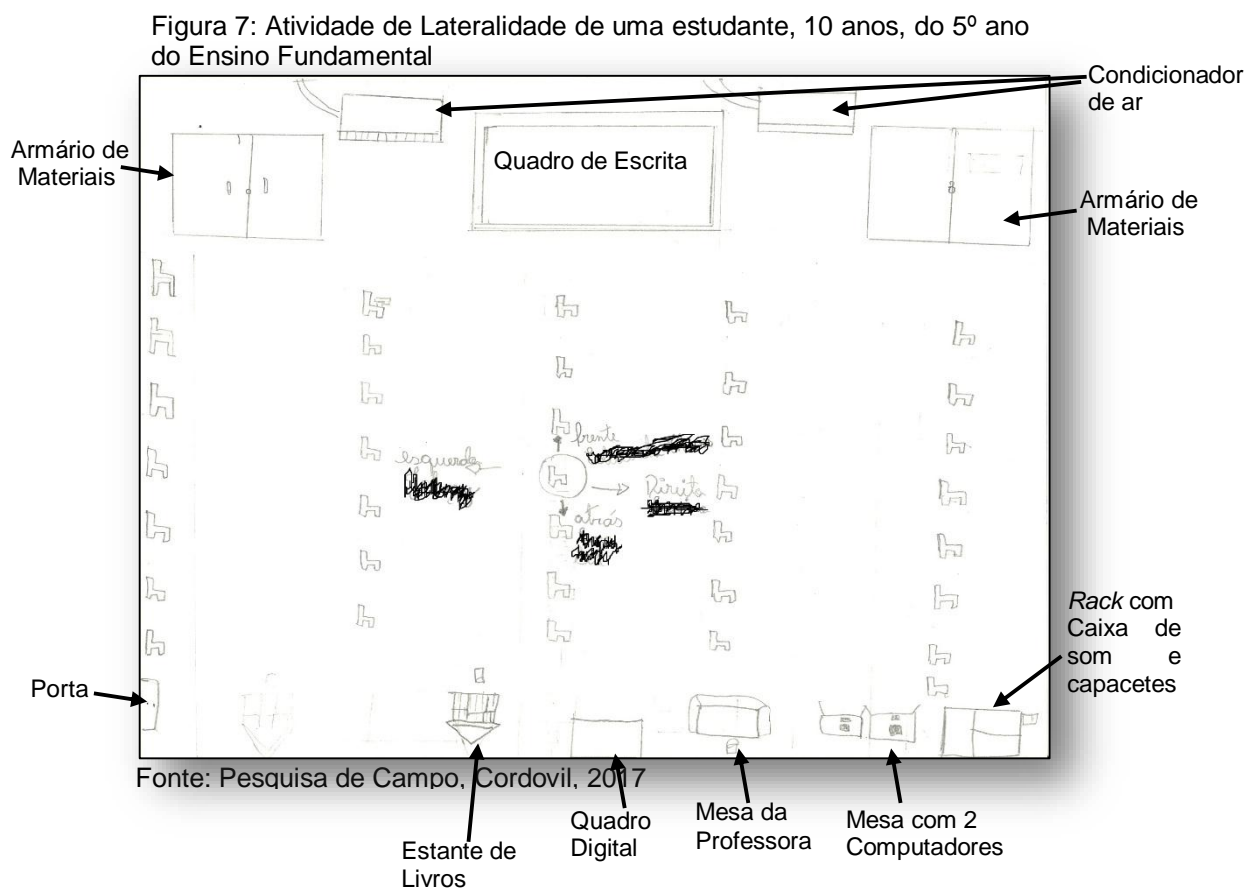 Figura 7: Atividade de Lateralidade de uma estudante, 10 anos, do 5º ano
do Ensino Fundamental
Condicionador
de ar
Armário de
Materiais
Quadro de Escrita
Armário de
Materiais
frente
esquerda
Direita
atrás
Rack com
Caixa de
som e
capacetes
Porta
Fonte: Pesquisa de Campo, Cordovil, 2017
Estante de
Livros
Quadro
Digital
Mesa da
Professora
Mesa com 2
Computadores